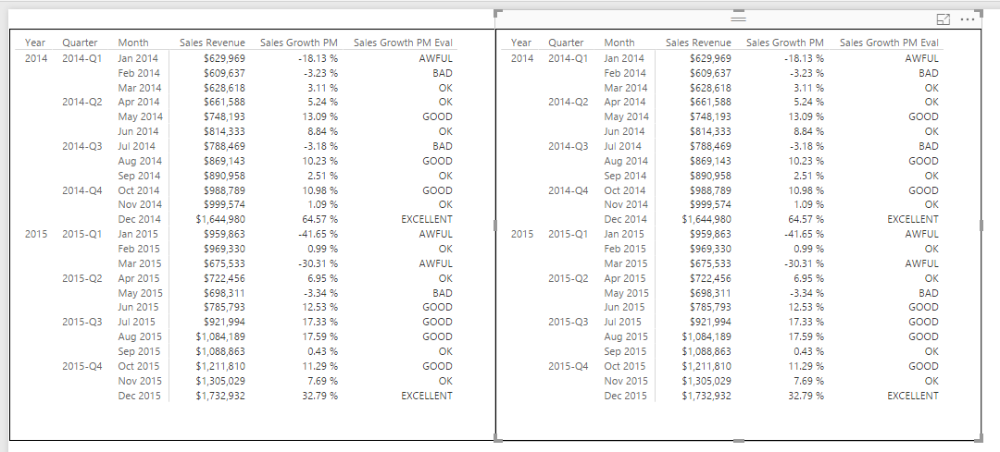 Year Quarter Month Sales Revenue Sales Growth PM Sales Growth PM Eval
2014 2014-Q1 Jan 2014 $629,969 -18.13 % AWFUL
Feb 2014 $609,637 -3.23 % BAD
Mar 2014 $628,618 3.11 % OK
2014-Q2 Apr 2014 $661,588 5.24 % OK
May 2014 $748,193 13.09 % GOOD
Jun 2014 $814,333 8.84 % OK
2014-Q3 Jul 2014 $788,469 -3.18 % BAD
Aug 2014 $869,143 10.23 % GOOD
Sep 2014 $890,958 2.51 % OK
2014-Q4 Oct 2014 $988,789 10.98 % GOOD
Nov 2014 $999,574 1.09 % OK
Dec 2014 $1,644,980 64.57 % EXCELLENT
2015 2015-Q1 Jan 2015 $959,863 -41.65 % AWFUL
Feb 2015 $969,330 0.99 % OK
Mar 2015 $675,533 -30.31 % AWFUL
2015-Q2 Apr 2015 $722,456 6.95 % OK
May 2015 $698,311 -3.34 % BAD
Jun 2015 $785,793 12.53 % GOOD
2015-Q3 Jul 2015 $921,994 17.33 % GOOD
Aug 2015 $1,084,189 17.59 % GOOD
Sep 2015 $1,088,863 0.43 % OK
2015-Q4 Oct 2015 $1,211,810 11.29 % GOOD
Nov 2015 $1,305,029 7.69 % OK
Dec 2015 $1,732,932 32.79 % EXCELLENT
Year Quarter Month Sales Revenue Sales Growth PM Sales Growth PM Eval
2014 2014-Q1 Jan 2014 $629,969 -18.13 % AWFUL
Feb 2014 $609,637 -3.23 % BAD
Mar 2014 $628,618 3.11 % OK
2014-Q2 Apr 2014 $661,588 5.24 % OK
May 2014 $748,193 13.09 % GOOD
Jun 2014 $814,333 8.84 % OK
2014-Q3 Jul 2014 $788,469 -3.18 % BAD
Aug 2014 $869,143 10.23 % GOOD
Sep 2014 $890,958 2.51 % OK
2014-Q4 Oct 2014 $988,789 10.98 % GOOD
Nov 2014 $999,574 1.09 % OK
Dec 2014 $1,644,980 64.57 % EXCELLENT
2015 2015-Q1 Jan 2015 $959,863 -41.65 % AWFUL
Feb 2015 $969,330 0.99 % OK
Mar 2015 $675,533 -30.31 % AWFUL
2015-Q2 Apr 2015 $722,456 6.95 % OK
May 2015 $698,311 -3.34 % BAD
Jun 2015 $785,793 12.53 % GOOD
2015-Q3 Jul 2015 $921,994 17.33 % GOOD
Aug 2015 $1,084,189 17.59 % GOOD
Sep 2015 $1,088,863 0.43 % OK
2015-Q4 Oct 2015 $1,211,810 11.29 % GOOD
Nov 2015 $1,305,029 7.69 % OK
Dec 2015 $1,732,932 32.79 % EXCELLENT